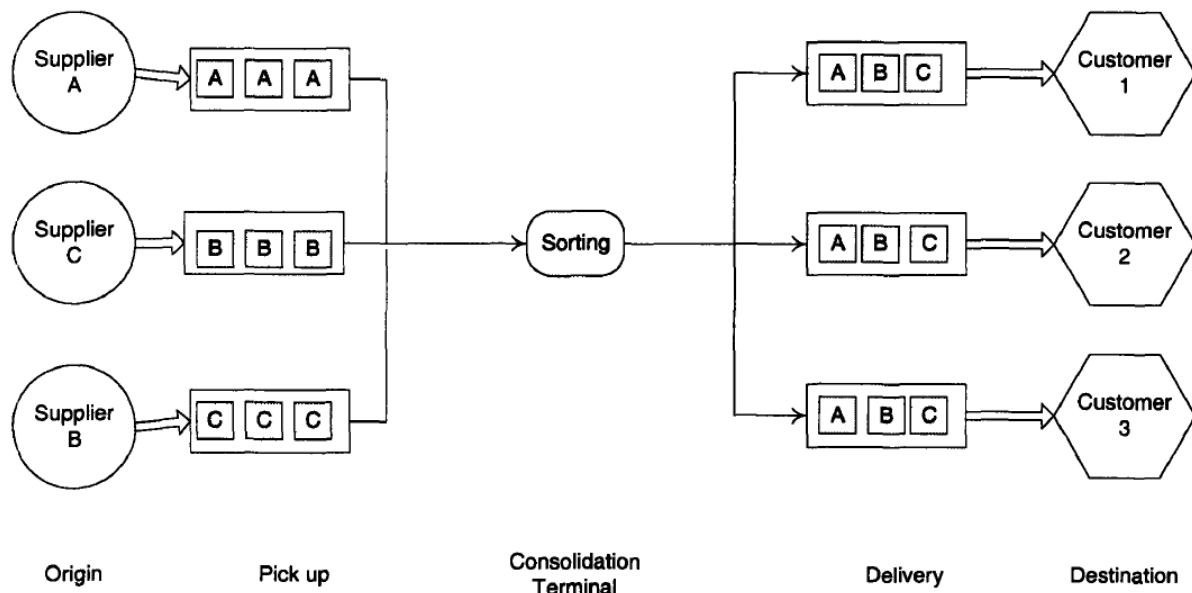 Supplier
A
A A A
A B C
Customer
1
Supplier
C
B B B
Sorting
A B C
Customer
2
Supplier
B
C C C
A B C
Customer
3
Origin
Pick up
Consolidation
Terminal
Delivery
Destination